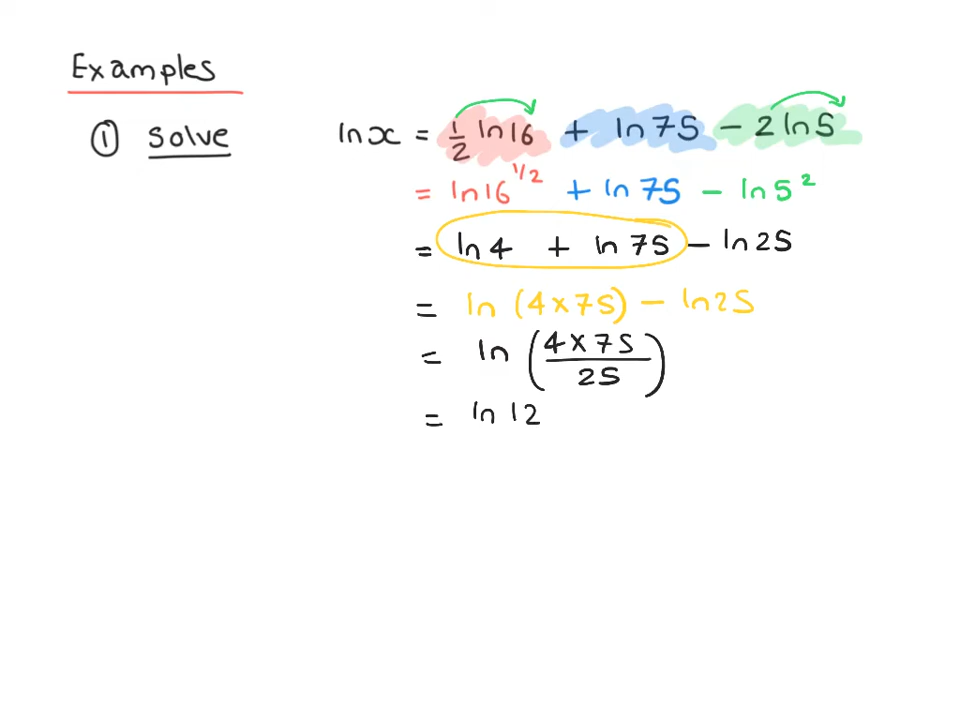 Examples
① solve ln x = ½ ln 16 + ln 75 − 2 ln 5
= ln 16^1/2 + ln 75 − ln 5²
= ln 4 + ln 75 − ln 25
= ln (4 × 75) − ln 25
= ln (4 × 75 / 25)
= ln 12